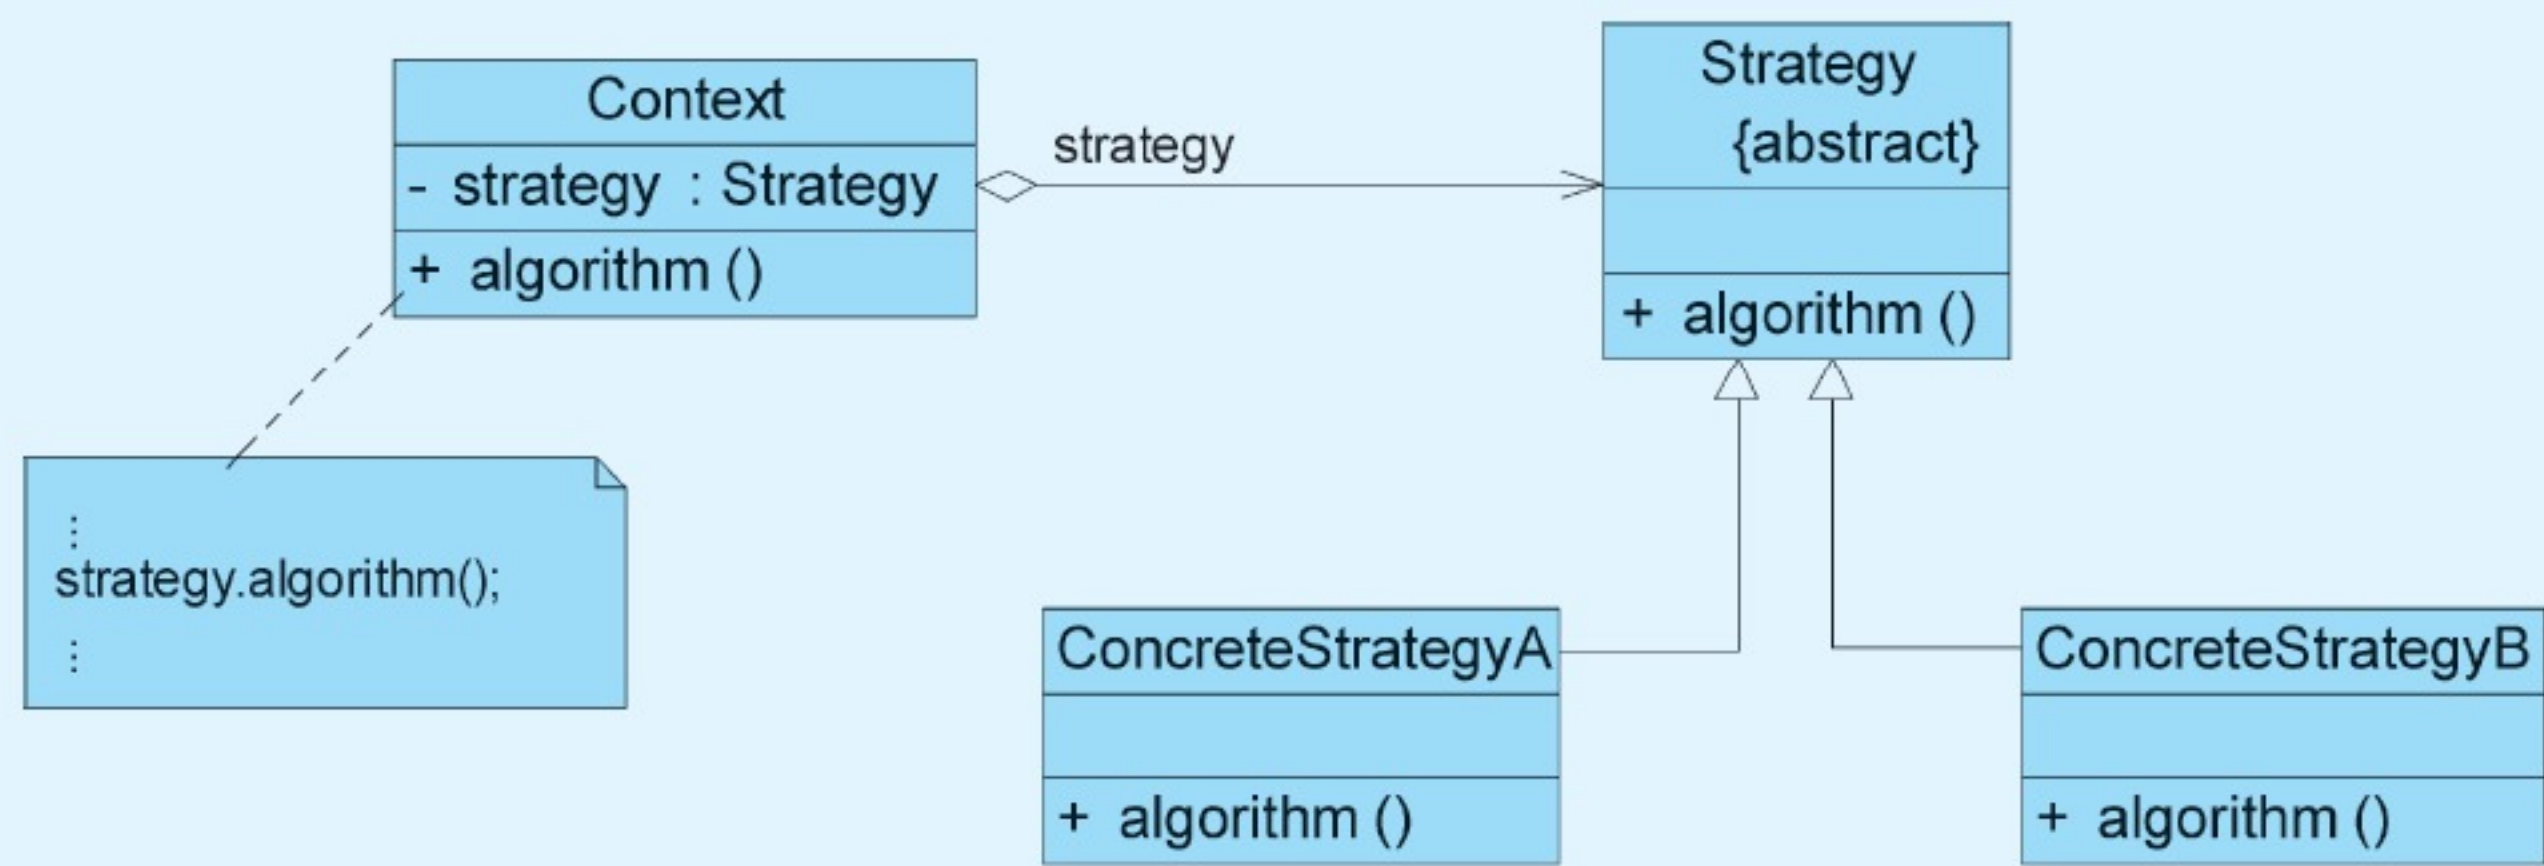 Context
- strategy : Strategy
+ algorithm ()
strategy
Strategy
{abstract}
+ algorithm ()
⋮
strategy.algorithm();
⋮
ConcreteStrategyA
+ algorithm ()
ConcreteStrategyB
+ algorithm ()